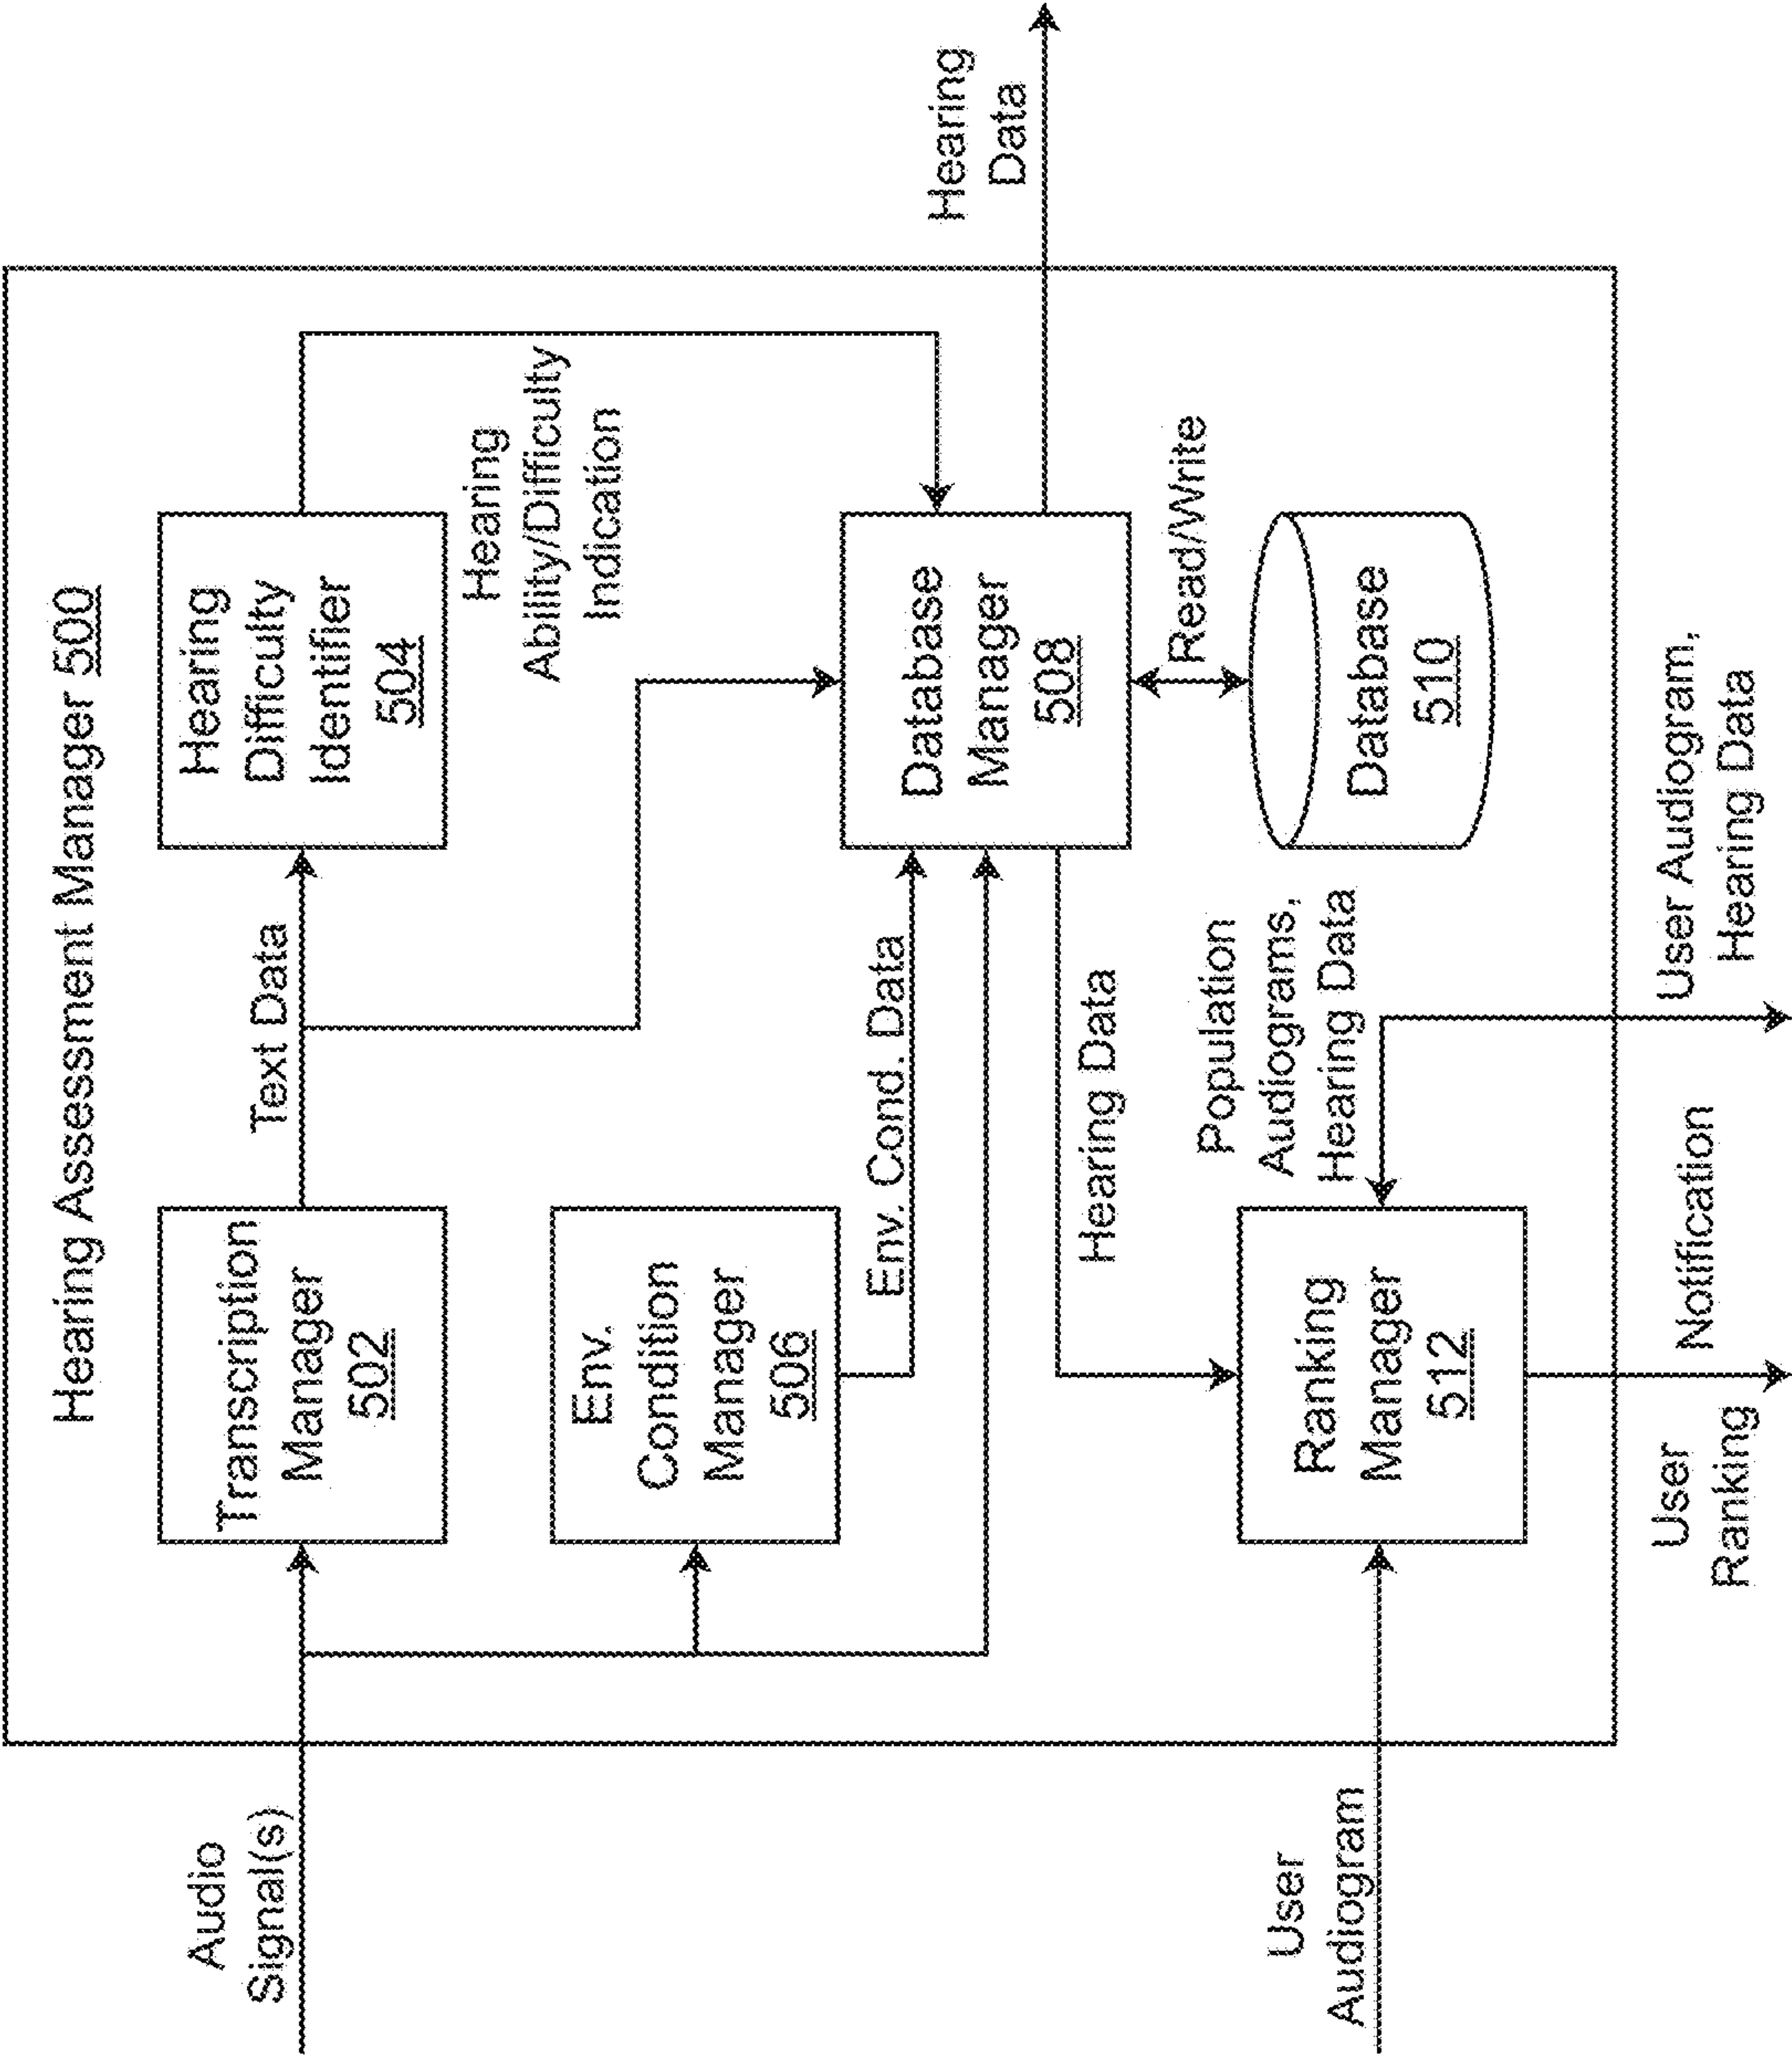 Hearing Assessment Manager 500
Audio
Signal(s)
Transcription
Manager
502
Text Data
Hearing
Difficulty
Identifier
504
Hearing
Ability/Difficulty
Indication
Env.
Condition
Manager
506
Env. Cond. Data
Database
Manager
508
Hearing
Data
Hearing Data
Read/Write
Population
Audiograms,
Hearing Data
Database
510
User
Audiogram
Ranking
Manager
512
User
Ranking
Notification
User Audiogram,
Hearing Data